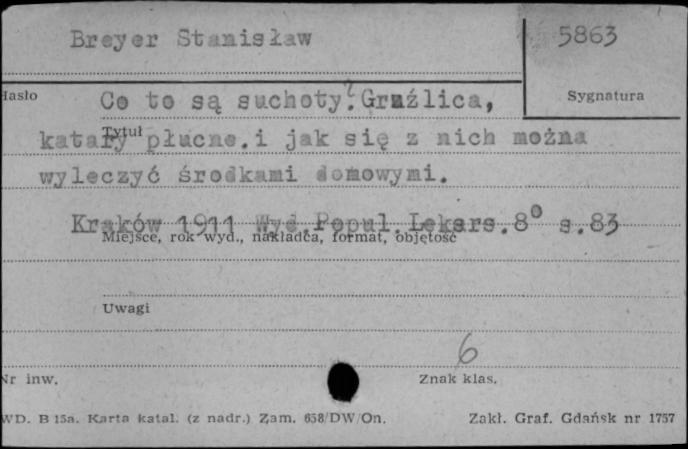 Breyer Stanisław
5863
Hasło
Sygnatura
Co to są suchoty? Gruźlica,
Tytuł
katary płucne.i jak się z nich można
wyleczyć środkami domowymi.
Kraków 1911 Wyd.Popul.Lekars.8⁰ s.83
Miejsce, rok wyd., nakładca, format, objętość
Uwagi
6
Nr inw.
Znak klas.
WD. B 15a. Karta katal. (z nadr.) Zam. 658/DW/On.
Zakł. Graf. Gdańsk nr 1757